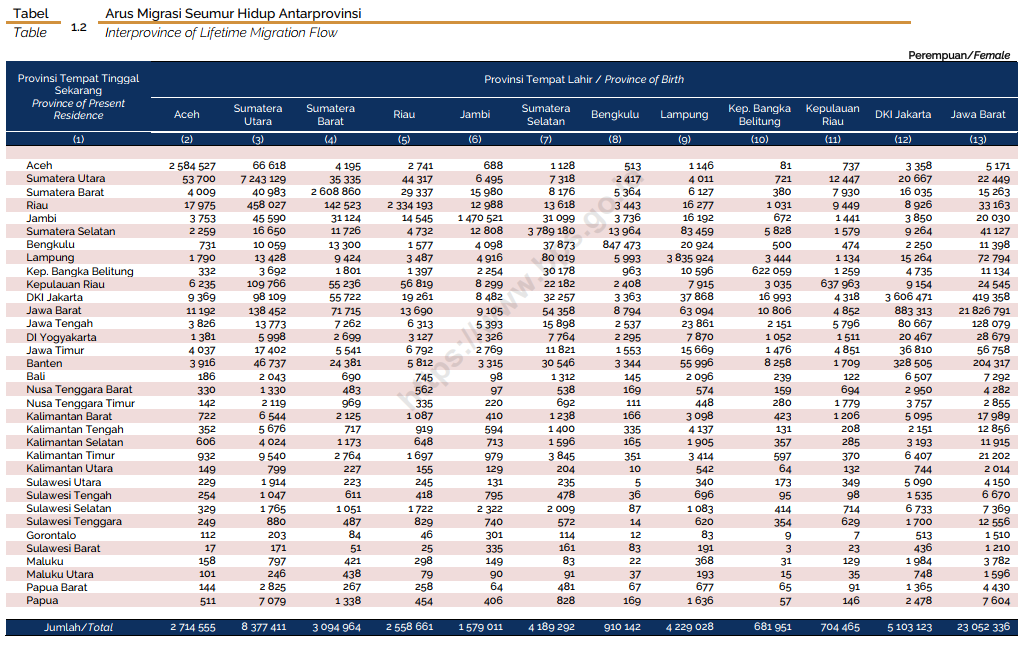 Tabel
Table
1.2
Arus Migrasi Seumur Hidup Antarprovinsi
Interprovince of Lifetime Migration Flow
Perempuan/Female
Provinsi Tempat Tinggal Sekarang Province of Present Residence
Provinsi Tempat Lahir / Province of Birth
Aceh Sumatera Utara Sumatera Barat Riau Jambi Sumatera Selatan Bengkulu Lampung Kep. Bangka Belitung Kepulauan Riau DKI Jakarta Jawa Barat
(1) (2) (3) (4) (5) (6) (7) (8) (9) (10) (11) (12) (13)
Aceh 2 584 527 66 618 4 195 2 741 688 1 128 513 1 146 81 737 3 358 5 171
Sumatera Utara 53 700 7 243 129 35 335 44 317 6 495 7 318 2 417 4 011 721 12 447 20 667 22 449
Sumatera Barat 4 009 40 983 2 608 860 29 337 15 980 8 176 5 364 6 127 380 7 930 16 035 15 263
Riau 17 975 458 027 142 523 2 334 193 12 988 13 618 3 443 16 277 1 031 9 449 8 926 33 163
Jambi 3 753 45 590 31 124 14 545 1 470 521 31 099 3 736 16 192 672 1 441 3 850 20 030
Sumatera Selatan 2 259 16 650 11 726 4 732 12 808 3 789 180 13 964 83 459 5 828 1 579 9 264 41 127
Bengkulu 731 10 059 13 300 1 577 4 098 37 873 847 473 20 924 500 474 2 250 11 398
Lampung 1 790 13 428 9 424 3 487 4 916 80 019 5 993 3 835 924 3 444 1 134 15 264 72 794
Kep. Bangka Belitung 332 3 692 1 801 1 397 2 254 30 178 963 10 596 622 059 1 259 4 735 11 134
Kepulauan Riau 6 235 109 766 55 236 56 819 8 299 22 182 2 408 7 915 3 035 637 963 9 154 24 545
DKI Jakarta 9 369 98 109 55 722 19 261 8 482 32 257 3 363 37 868 16 993 4 318 3 606 471 419 358
Jawa Barat 11 192 138 452 71 715 13 690 9 105 54 358 8 794 63 094 10 806 4 852 883 313 21 826 791
Jawa Tengah 3 826 13 773 7 262 6 313 5 393 15 898 2 537 23 861 2 151 5 796 80 667 128 079
DI Yogyakarta 1 381 5 998 2 699 3 127 2 326 7 764 2 295 7 870 1 052 1 511 20 467 28 679
Jawa Timur 4 037 17 402 5 541 6 792 2 769 11 821 1 553 15 669 1 476 4 851 36 810 56 758
Banten 3 916 46 737 24 381 5 812 3 315 30 546 3 344 55 996 8 258 1 709 328 505 204 317
Bali 186 2 043 690 745 98 1 312 145 2 096 239 122 6 507 7 292
Nusa Tenggara Barat 330 1 330 483 562 97 538 169 574 159 694 2 950 4 282
Nusa Tenggara Timur 142 2 119 969 335 220 692 111 448 280 1 779 3 757 2 855
Kalimantan Barat 722 6 544 2 125 1 087 410 1 238 166 3 098 423 1 206 5 095 17 989
Kalimantan Tengah 352 5 676 717 919 594 1 400 335 4 137 131 208 2 151 12 856
Kalimantan Selatan 606 4 024 1 173 648 713 1 596 165 1 905 357 285 3 193 11 915
Kalimantan Timur 932 9 540 2 764 1 697 979 3 845 351 3 414 597 370 6 407 21 202
Kalimantan Utara 149 799 227 155 129 204 10 542 64 132 744 2 014
Sulawesi Utara 229 1 914 223 245 131 235 5 340 173 349 5 090 4 150
Sulawesi Tengah 254 1 047 611 418 795 478 36 696 95 98 1 535 6 670
Sulawesi Selatan 329 1 765 1 051 1 722 2 322 2 009 87 1 083 414 714 6 733 7 369
Sulawesi Tenggara 249 880 487 829 740 572 14 620 354 629 1 700 12 556
Gorontalo 112 203 84 46 301 114 12 83 9 7 513 1 510
Sulawesi Barat 17 171 51 25 335 161 83 191 3 23 436 1 210
Maluku 158 797 421 298 149 83 22 368 31 129 1 984 3 782
Maluku Utara 101 246 438 79 90 91 37 193 15 35 748 1 596
Papua Barat 144 2 825 267 258 64 481 67 677 65 91 1 365 4 430
Papua 511 7 079 1 338 454 406 828 169 1 636 57 146 2 478 7 604
Jumlah/Total 2 714 555 8 377 411 3 094 964 2 558 661 1 579 011 4 189 292 910 142 4 229 028 681 951 704 465 5 103 123 23 052 336